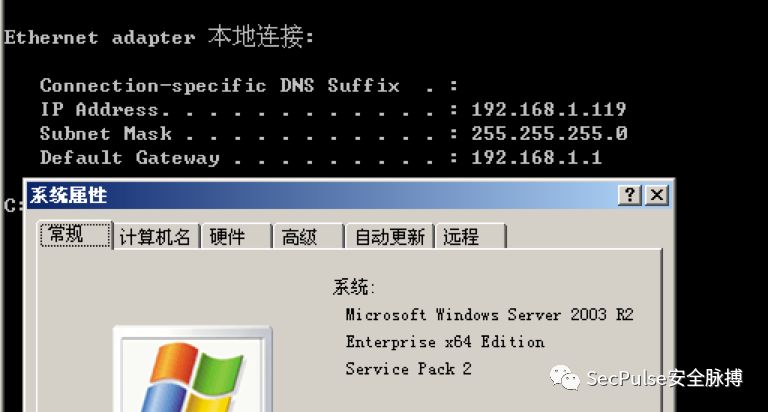 Ethernet adapter 本地连接:
Connection-specific DNS Suffix  . :
IP Address. . . . . . . . . . . . : 192.168.1.119
Subnet Mask . . . . . . . . . . . : 255.255.255.0
Default Gateway . . . . . . . . . : 192.168.1.1
C:
系统属性
常规 计算机名 硬件 高级 自动更新 远程
系统:
Microsoft Windows Server 2003 R2
Enterprise x64 Edition
Service Pack 2
SecPulse安全脉搏